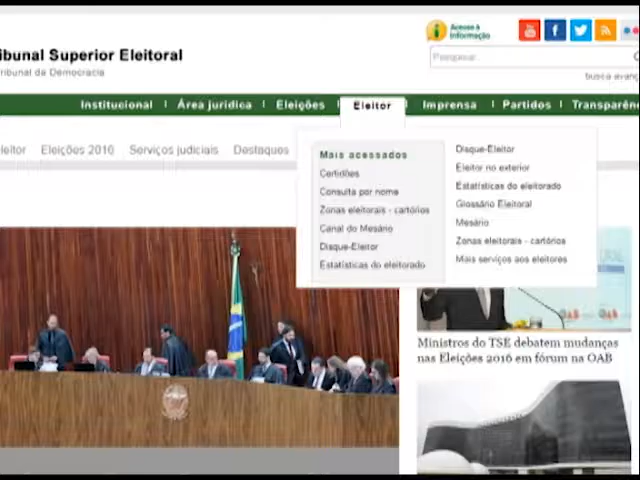 Acesso à
Informação
ibunal Superior Eleitoral
ribunal da Democracia
Pesquisar
busca avanç
Institucional
Área jurídica
Eleições
Eleitor
Imprensa
Partidos
Transparên
leitor
Eleições 2016
Serviços judiciais
Destaques
Mais acessados
Certidões
Consulta por nome
Zonas eleitorais - cartórios
Canal do Mesário
Disque-Eleitor
Estatísticas do eleitorado
Disque-Eleitor
Eleitor no exterior
Estatísticas do eleitorado
Glossário Eleitoral
Mesário
Zonas eleitorais - cartórios
Mais serviços aos eleitores
OAB
OAB
Ministros do TSE debatem mudanças
nas Eleições 2016 em fórum na OAB